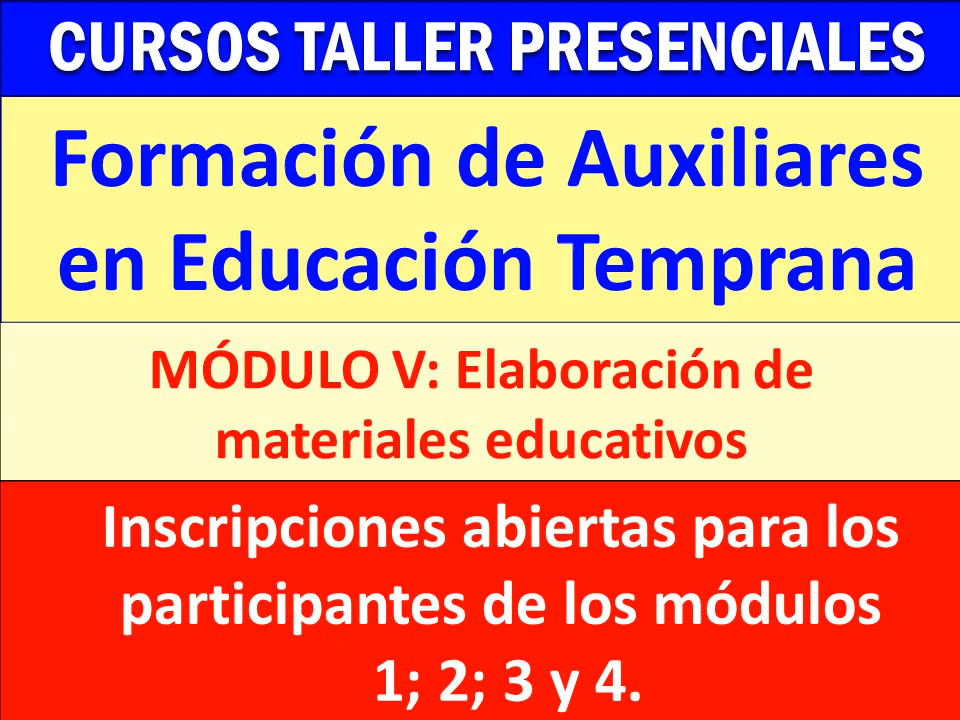 CURSOS TALLER PRESENCIALES
Formación de Auxiliares
en Educación Temprana
MÓDULO V: Elaboración de
materiales educativos
Inscripciones abiertas para los
participantes de los módulos
1; 2; 3 y 4.